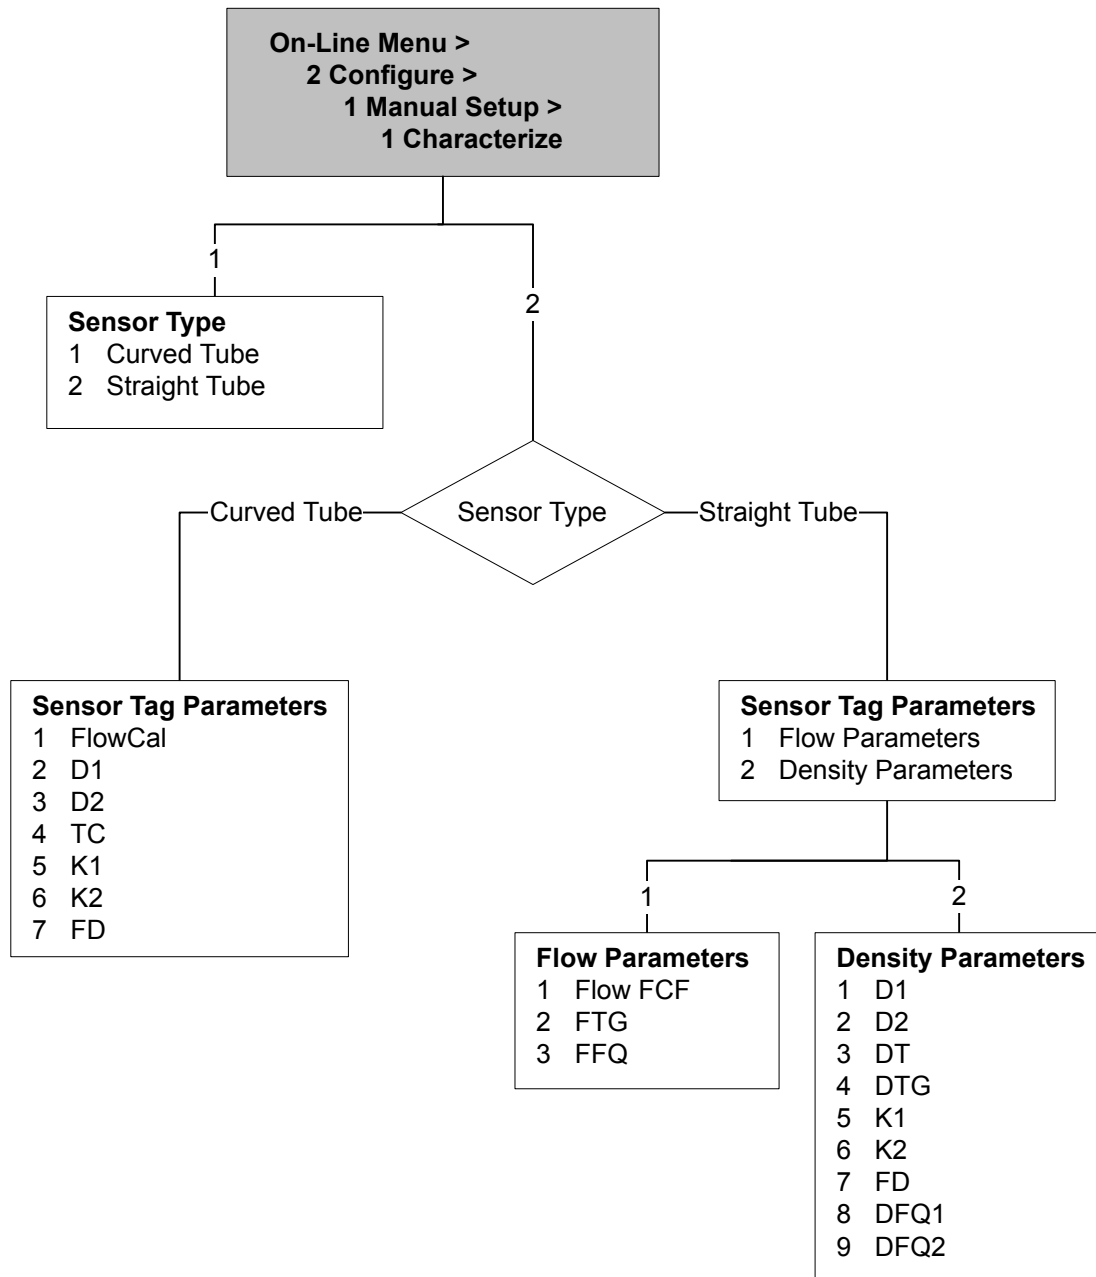 On-Line Menu >
2 Configure >
1 Manual Setup >
1 Characterize
1
2
Sensor Type
1 Curved Tube
2 Straight Tube
Curved Tube
Sensor Type
Straight Tube
Sensor Tag Parameters
1 FlowCal
2 D1
3 D2
4 TC
5 K1
6 K2
7 FD
Sensor Tag Parameters
1 Flow Parameters
2 Density Parameters
1
2
Flow Parameters
1 Flow FCF
2 FTG
3 FFQ
Density Parameters
1 D1
2 D2
3 DT
4 DTG
5 K1
6 K2
7 FD
8 DFQ1
9 DFQ2